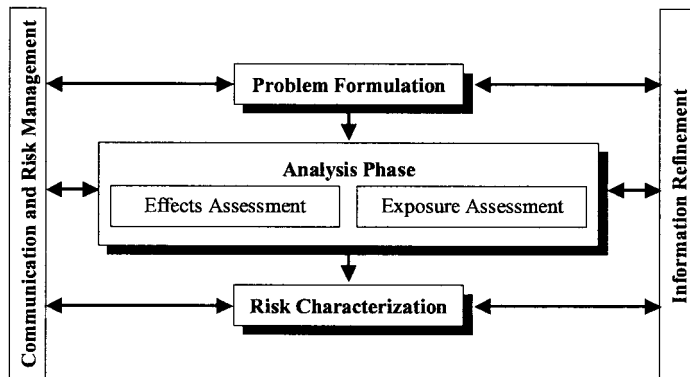 Communication and Risk Management
Problem Formulation
Analysis Phase
Effects Assessment
Exposure Assessment
Risk Characterization
Information Refinement